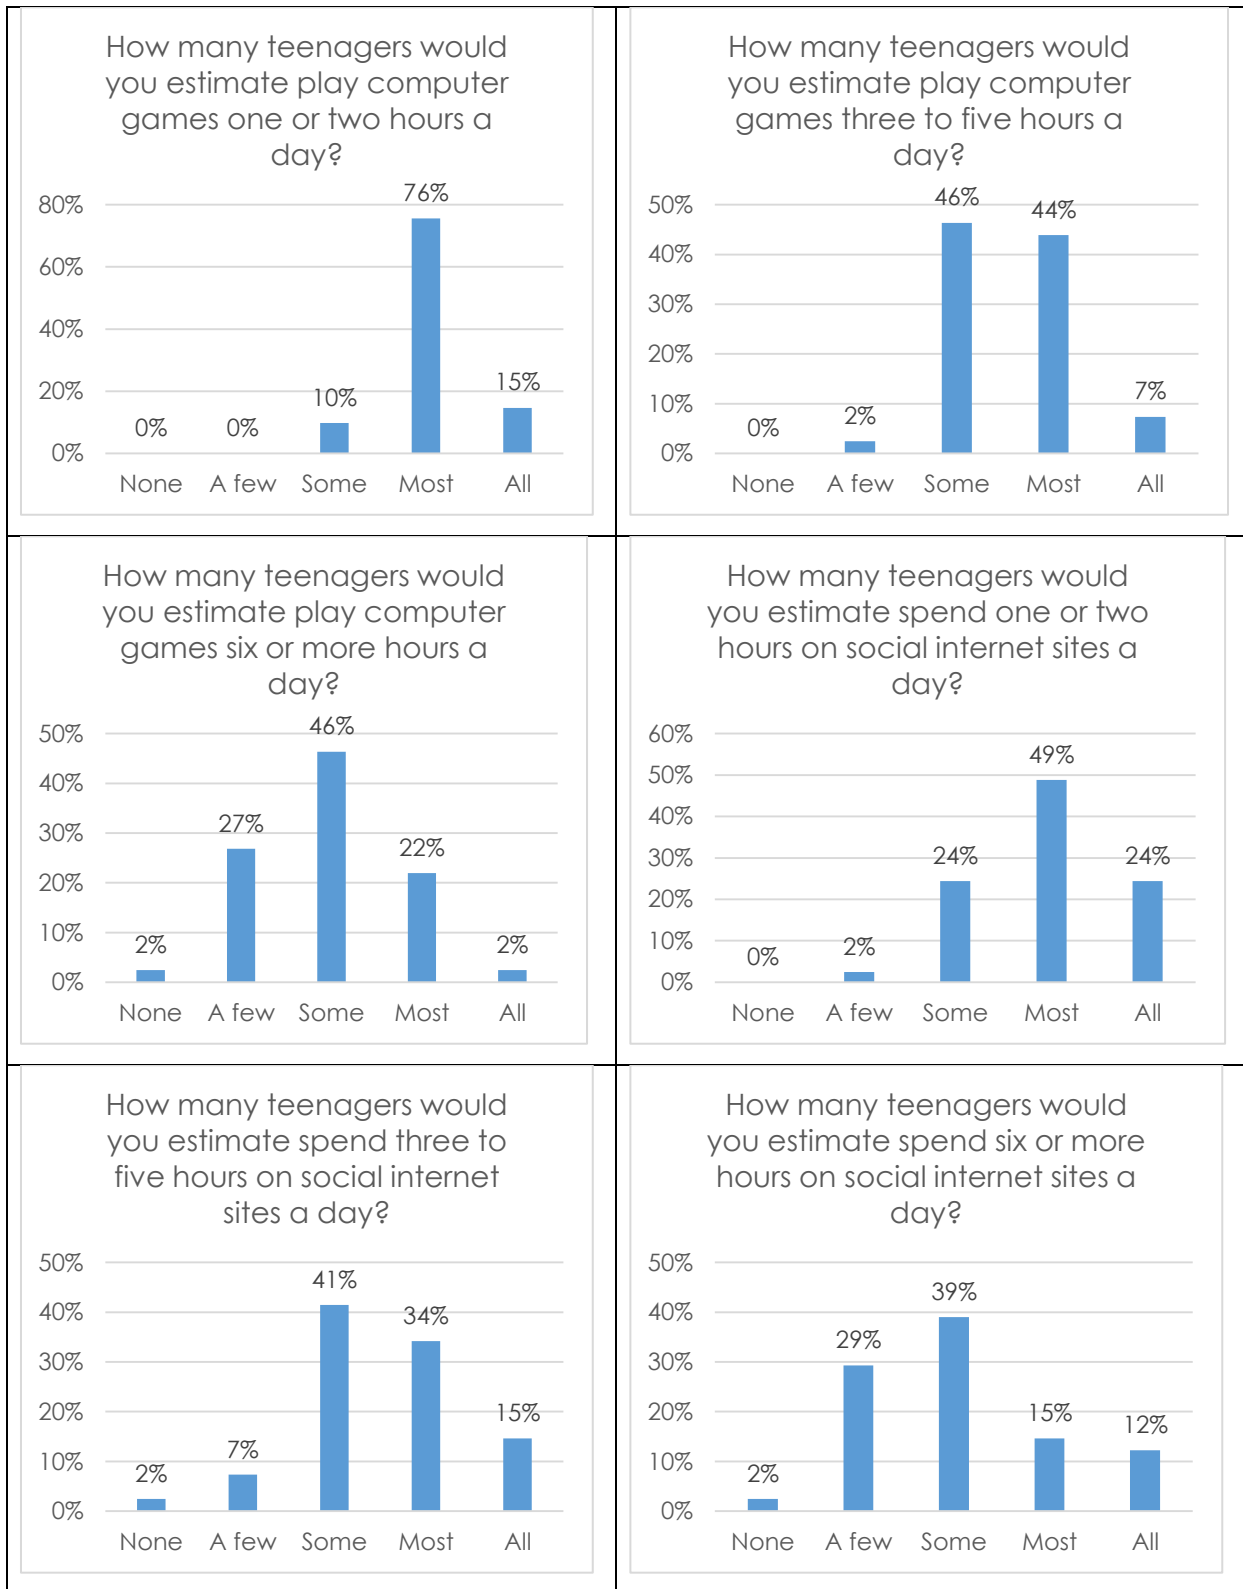 How many teenagers would
you estimate play computer
games one or two hours a
day?
80%
60%
40%
20%
0%
0%
0%
10%
76%
15%
None A few Some Most All
How many teenagers would
you estimate play computer
games three to five hours a
day?
50%
40%
30%
20%
10%
0%
0%
2%
46%
44%
7%
None A few Some Most All
How many teenagers would
you estimate play computer
games six or more hours a
day?
50%
40%
30%
20%
10%
0%
2%
27%
46%
22%
2%
None A few Some Most All
How many teenagers would
you estimate spend one or two
hours on social internet sites a
day?
60%
50%
40%
30%
20%
10%
0%
0%
2%
24%
49%
24%
None A few Some Most All
How many teenagers would
you estimate spend three to
five hours on social internet
sites a day?
50%
40%
30%
20%
10%
0%
2%
7%
41%
34%
15%
None A few Some Most All
How many teenagers would
you estimate spend six or more
hours on social internet sites a
day?
50%
40%
30%
20%
10%
0%
2%
29%
39%
15%
12%
None A few Some Most All